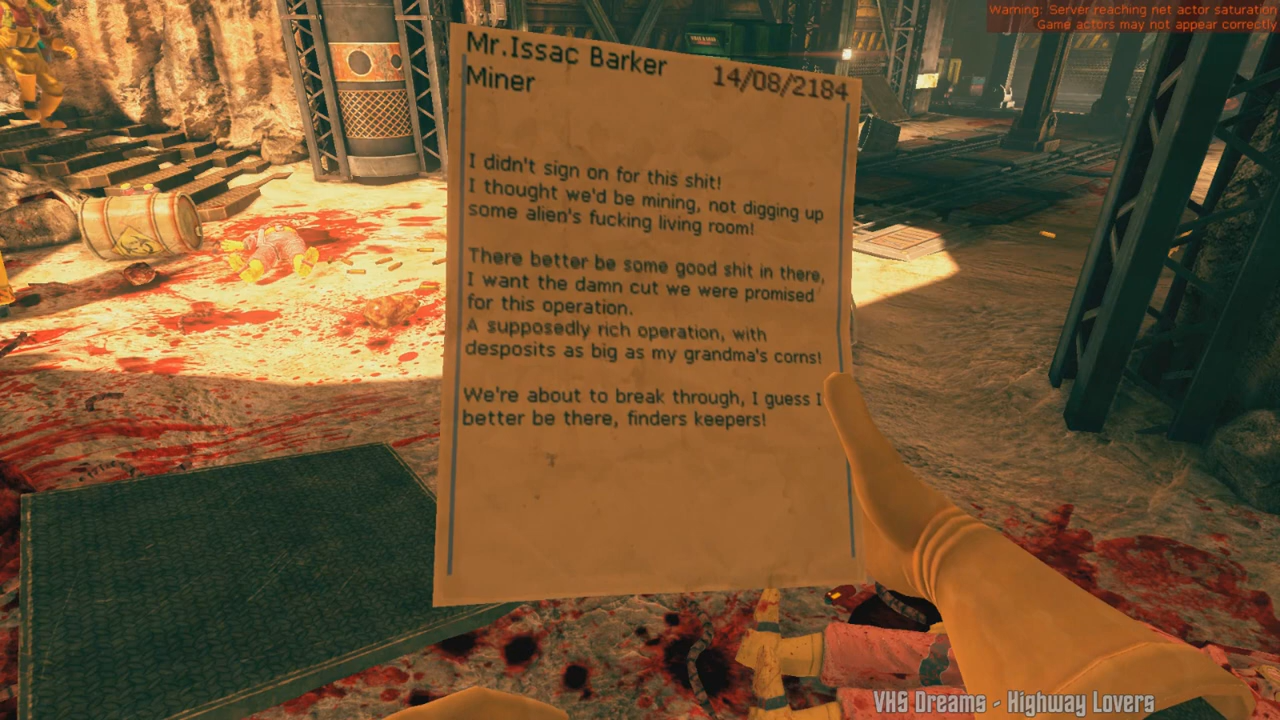 Warning: Server reaching net actor saturation
Game actors may not appear correctly
Mr.Issac Barker
14/08/2184
Miner
I didn't sign on for this shit!
I thought we'd be mining, not digging up
some alien's fucking living room!
There better be some good shit in there,
I want the damn cut we were promised
for this operation.
A supposedly rich operation, with
desposits as big as my grandma's corns!
We're about to break through, I guess I
better be there, finders keepers!
VHS Dreams - Highway Lovers